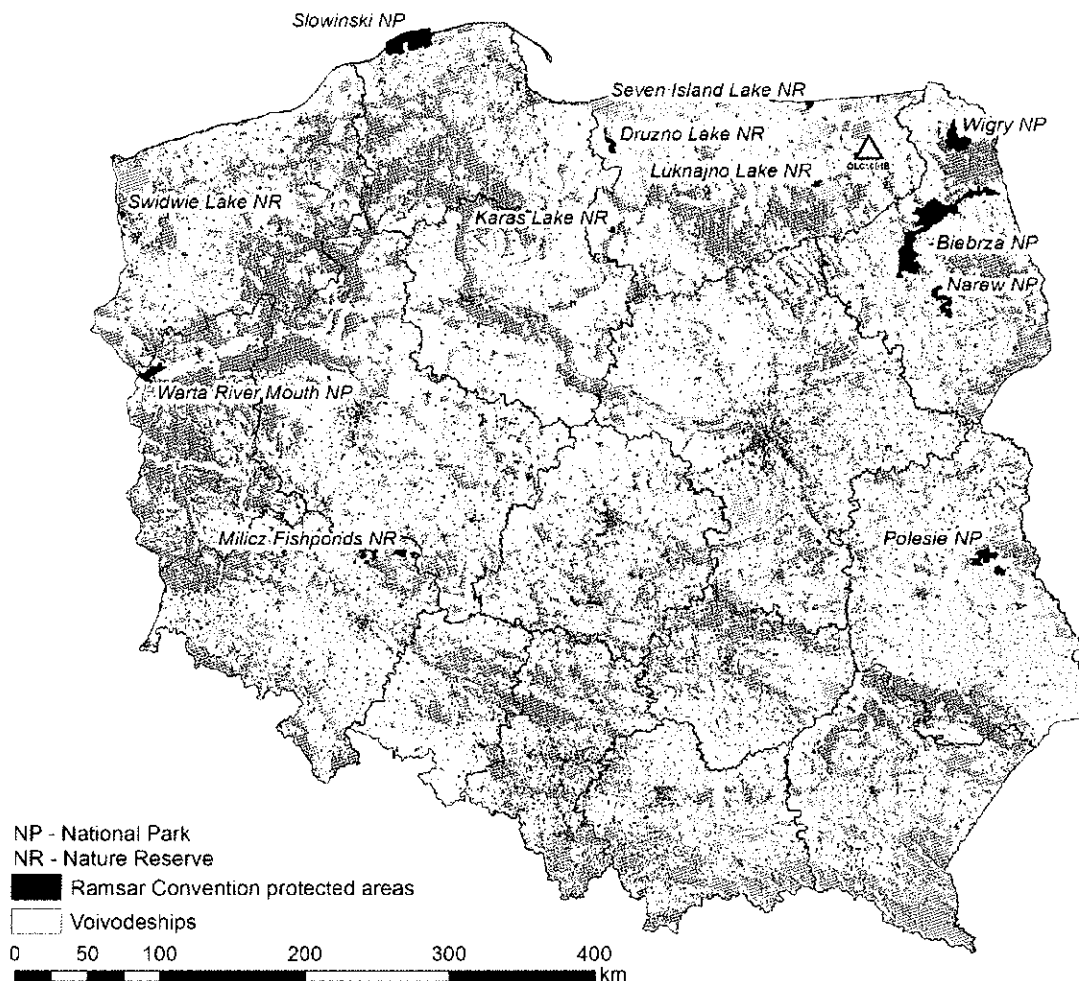 Slowinski NP
Seven Island Lake NR
Wigry NP
Druzno Lake NR
Luknajno Lake NR
Swidwie Lake NR
Karas Lake NR
Biebrza NP
Narew NP
Warta River Mouth NP
Milicz Fishponds NR
Polesie NP
NP - National Park
NR - Nature Reserve
Ramsar Convention protected areas
Voivodeships
0 50 100 200 300 400
km